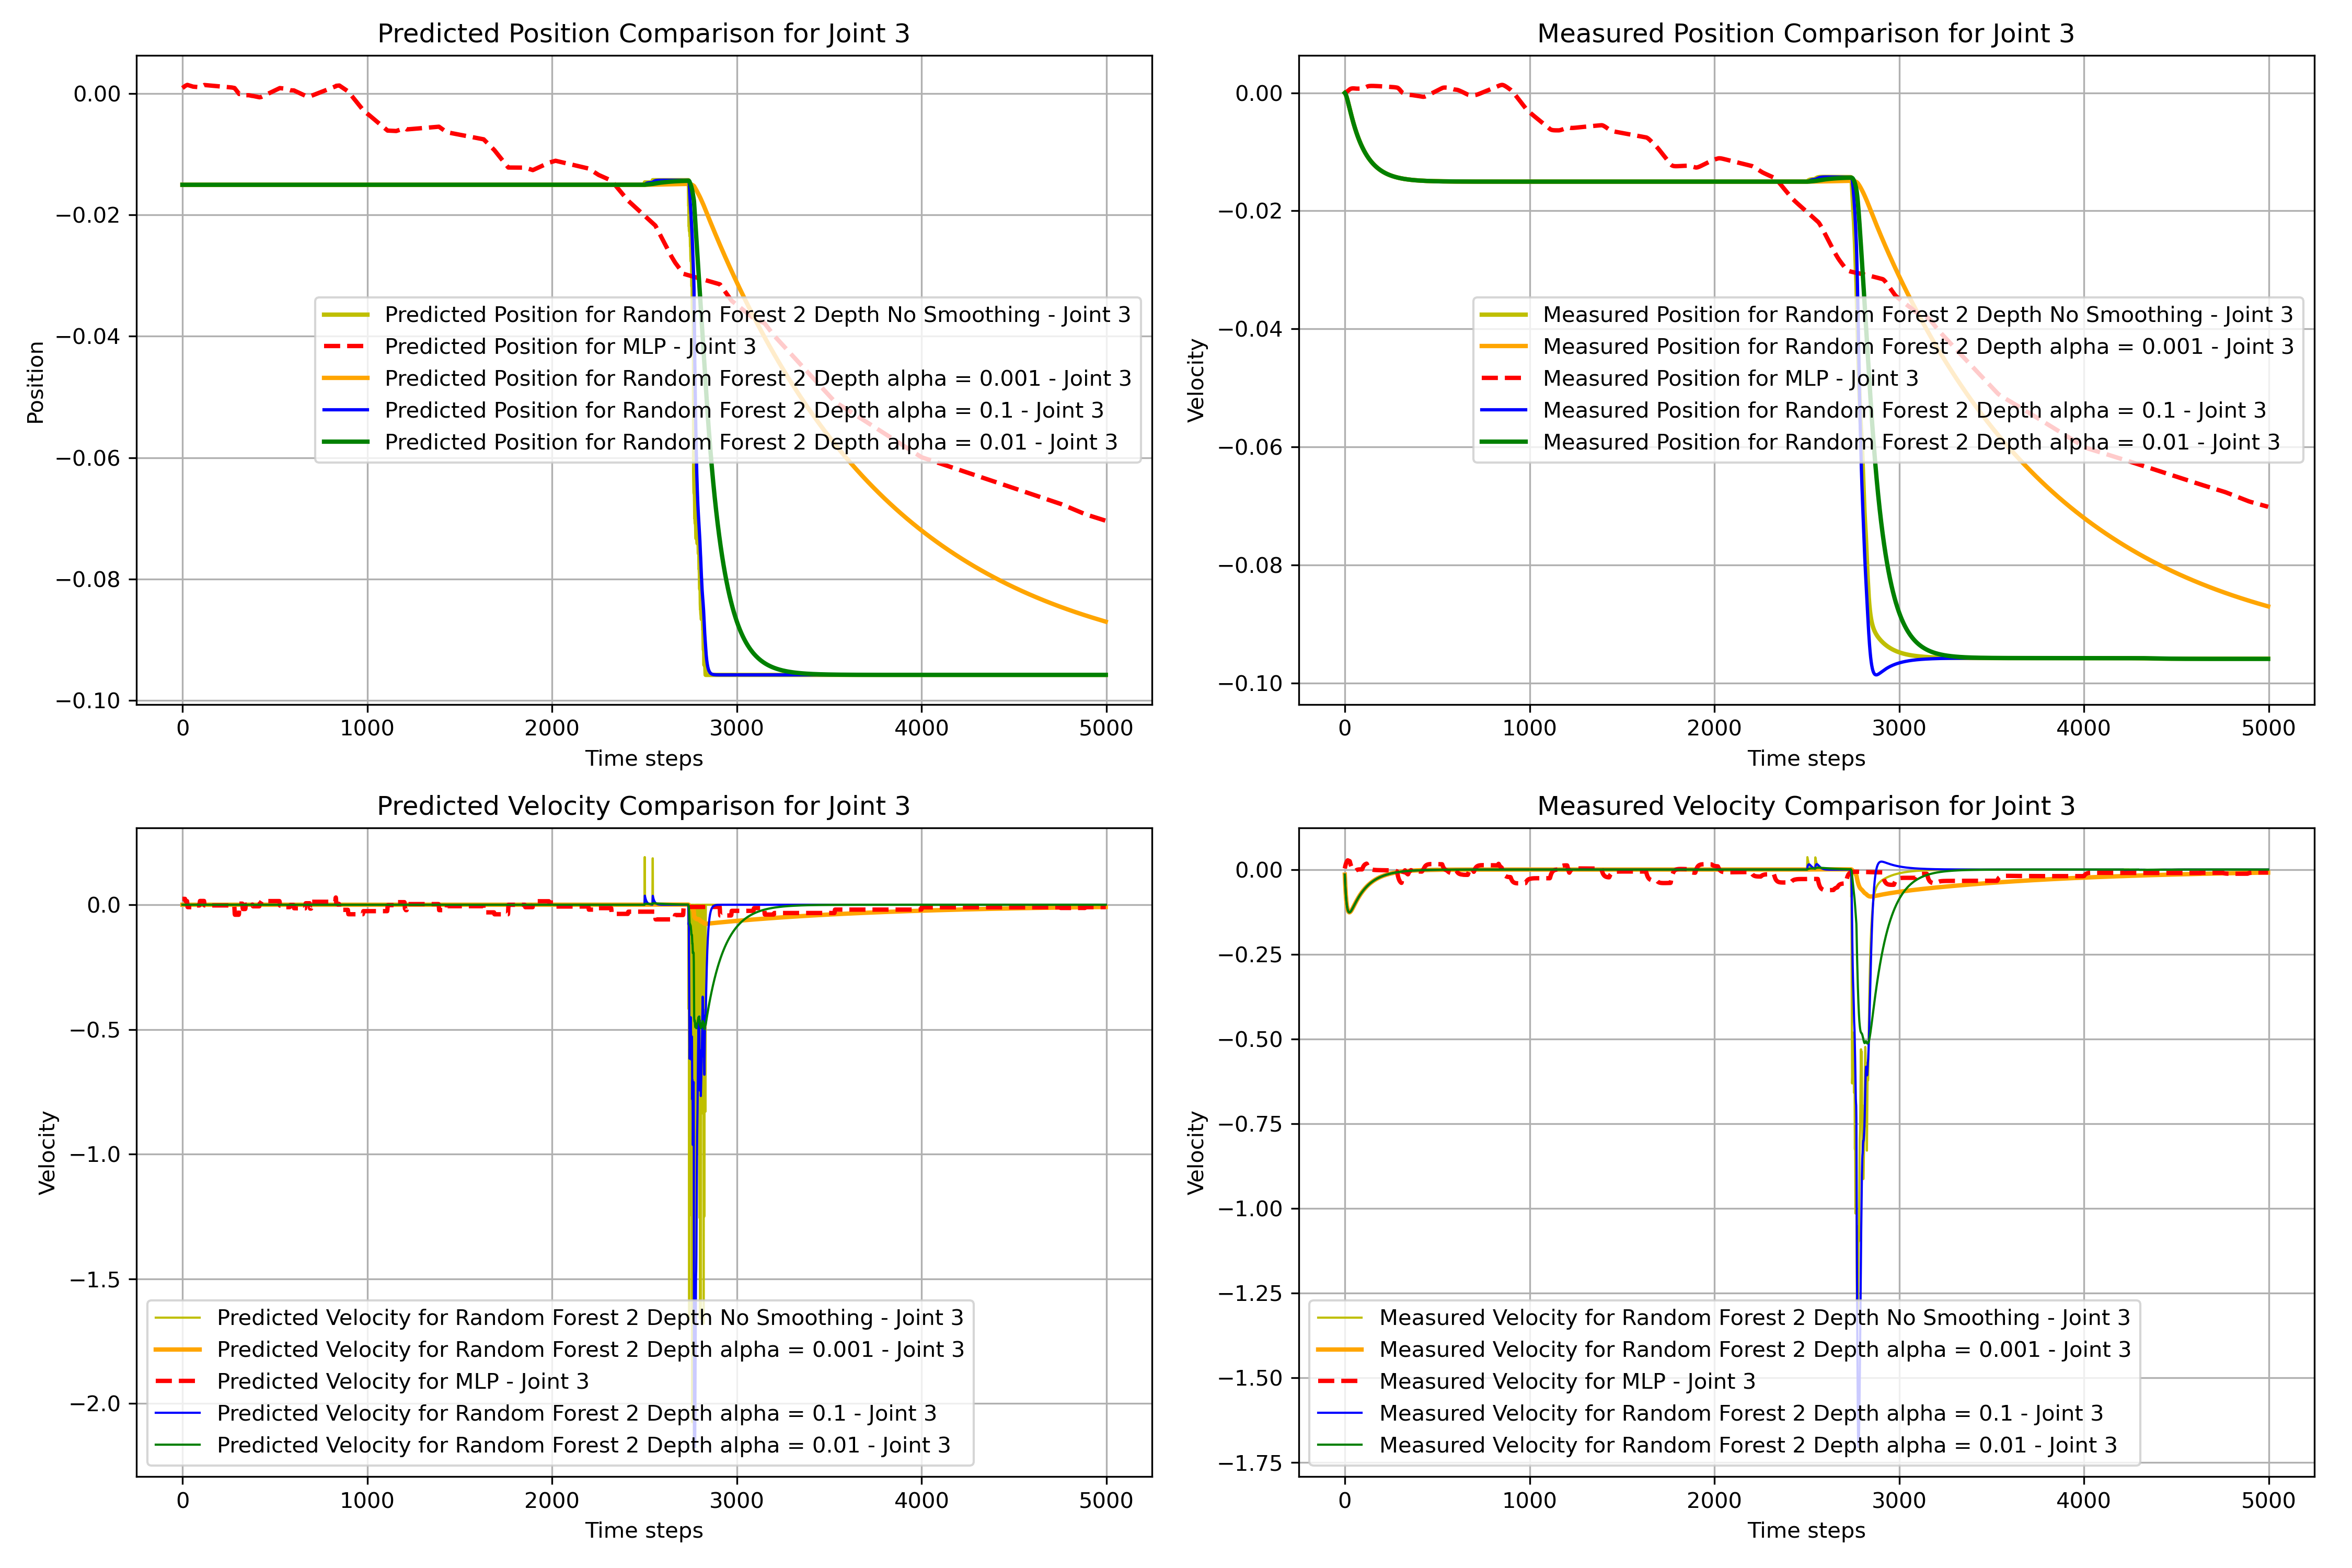 Predicted Position Comparison for Joint 3
Position
0.00
−0.02
−0.04
−0.06
−0.08
−0.10
Predicted Position for Random Forest 2 Depth No Smoothing - Joint 3
Predicted Position for MLP - Joint 3
Predicted Position for Random Forest 2 Depth alpha = 0.001 - Joint 3
Predicted Position for Random Forest 2 Depth alpha = 0.1 - Joint 3
Predicted Position for Random Forest 2 Depth alpha = 0.01 - Joint 3
0 1000 2000 3000 4000 5000
Time steps
Measured Position Comparison for Joint 3
Velocity
0.00
−0.02
−0.04
−0.06
−0.08
−0.10
Measured Position for Random Forest 2 Depth No Smoothing - Joint 3
Measured Position for Random Forest 2 Depth alpha = 0.001 - Joint 3
Measured Position for MLP - Joint 3
Measured Position for Random Forest 2 Depth alpha = 0.1 - Joint 3
Measured Position for Random Forest 2 Depth alpha = 0.01 - Joint 3
0 1000 2000 3000 4000 5000
Time steps
Predicted Velocity Comparison for Joint 3
Velocity
0.0
−0.5
−1.0
−1.5
−2.0
Predicted Velocity for Random Forest 2 Depth No Smoothing - Joint 3
Predicted Velocity for Random Forest 2 Depth alpha = 0.001 - Joint 3
Predicted Velocity for MLP - Joint 3
Predicted Velocity for Random Forest 2 Depth alpha = 0.1 - Joint 3
Predicted Velocity for Random Forest 2 Depth alpha = 0.01 - Joint 3
0 1000 2000 3000 4000 5000
Time steps
Measured Velocity Comparison for Joint 3
Velocity
0.00
−0.25
−0.50
−0.75
−1.00
−1.25
−1.50
−1.75
Measured Velocity for Random Forest 2 Depth No Smoothing - Joint 3
Measured Velocity for Random Forest 2 Depth alpha = 0.001 - Joint 3
Measured Velocity for MLP - Joint 3
Measured Velocity for Random Forest 2 Depth alpha = 0.1 - Joint 3
Measured Velocity for Random Forest 2 Depth alpha = 0.01 - Joint 3
0 1000 2000 3000 4000 5000
Time steps